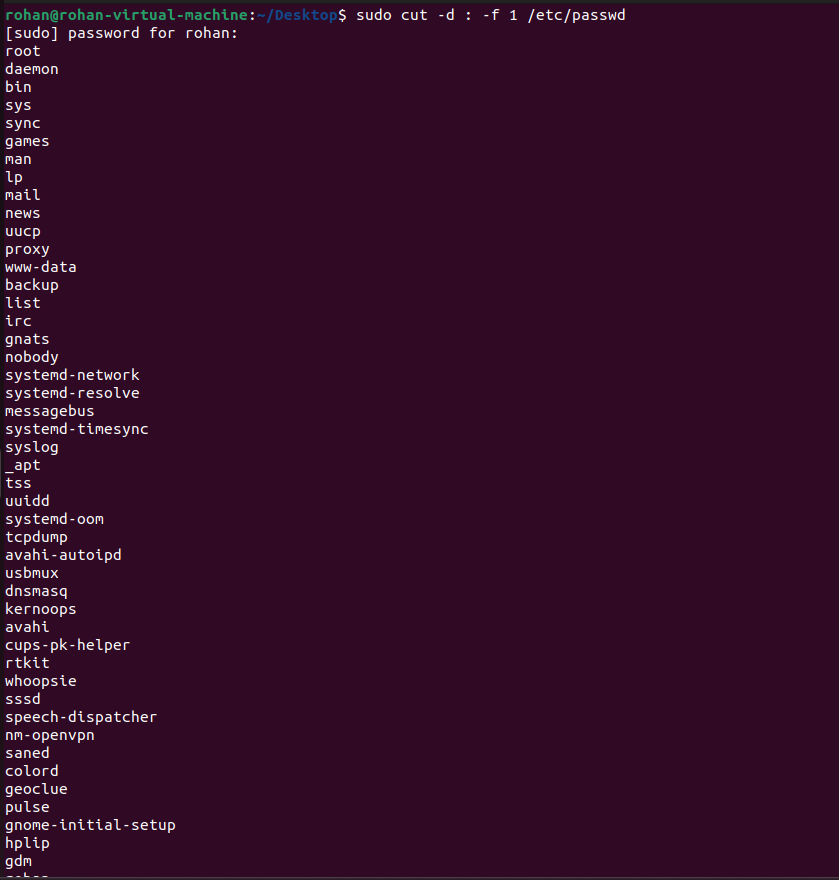 rohan@rohan-virtual-machine:~/Desktop$ sudo cut -d : -f 1 /etc/passwd
[sudo] password for rohan:
root
daemon
bin
sys
sync
games
man
lp
mail
news
uucp
proxy
www-data
backup
list
irc
gnats
nobody
systemd-network
systemd-resolve
messagebus
systemd-timesync
syslog
_apt
tss
uuidd
systemd-oom
tcpdump
avahi-autoipd
usbmux
dnsmasq
kernoops
avahi
cups-pk-helper
rtkit
whoopsie
sssd
speech-dispatcher
nm-openvpn
saned
colord
geoclue
pulse
gnome-initial-setup
hplip
gdm